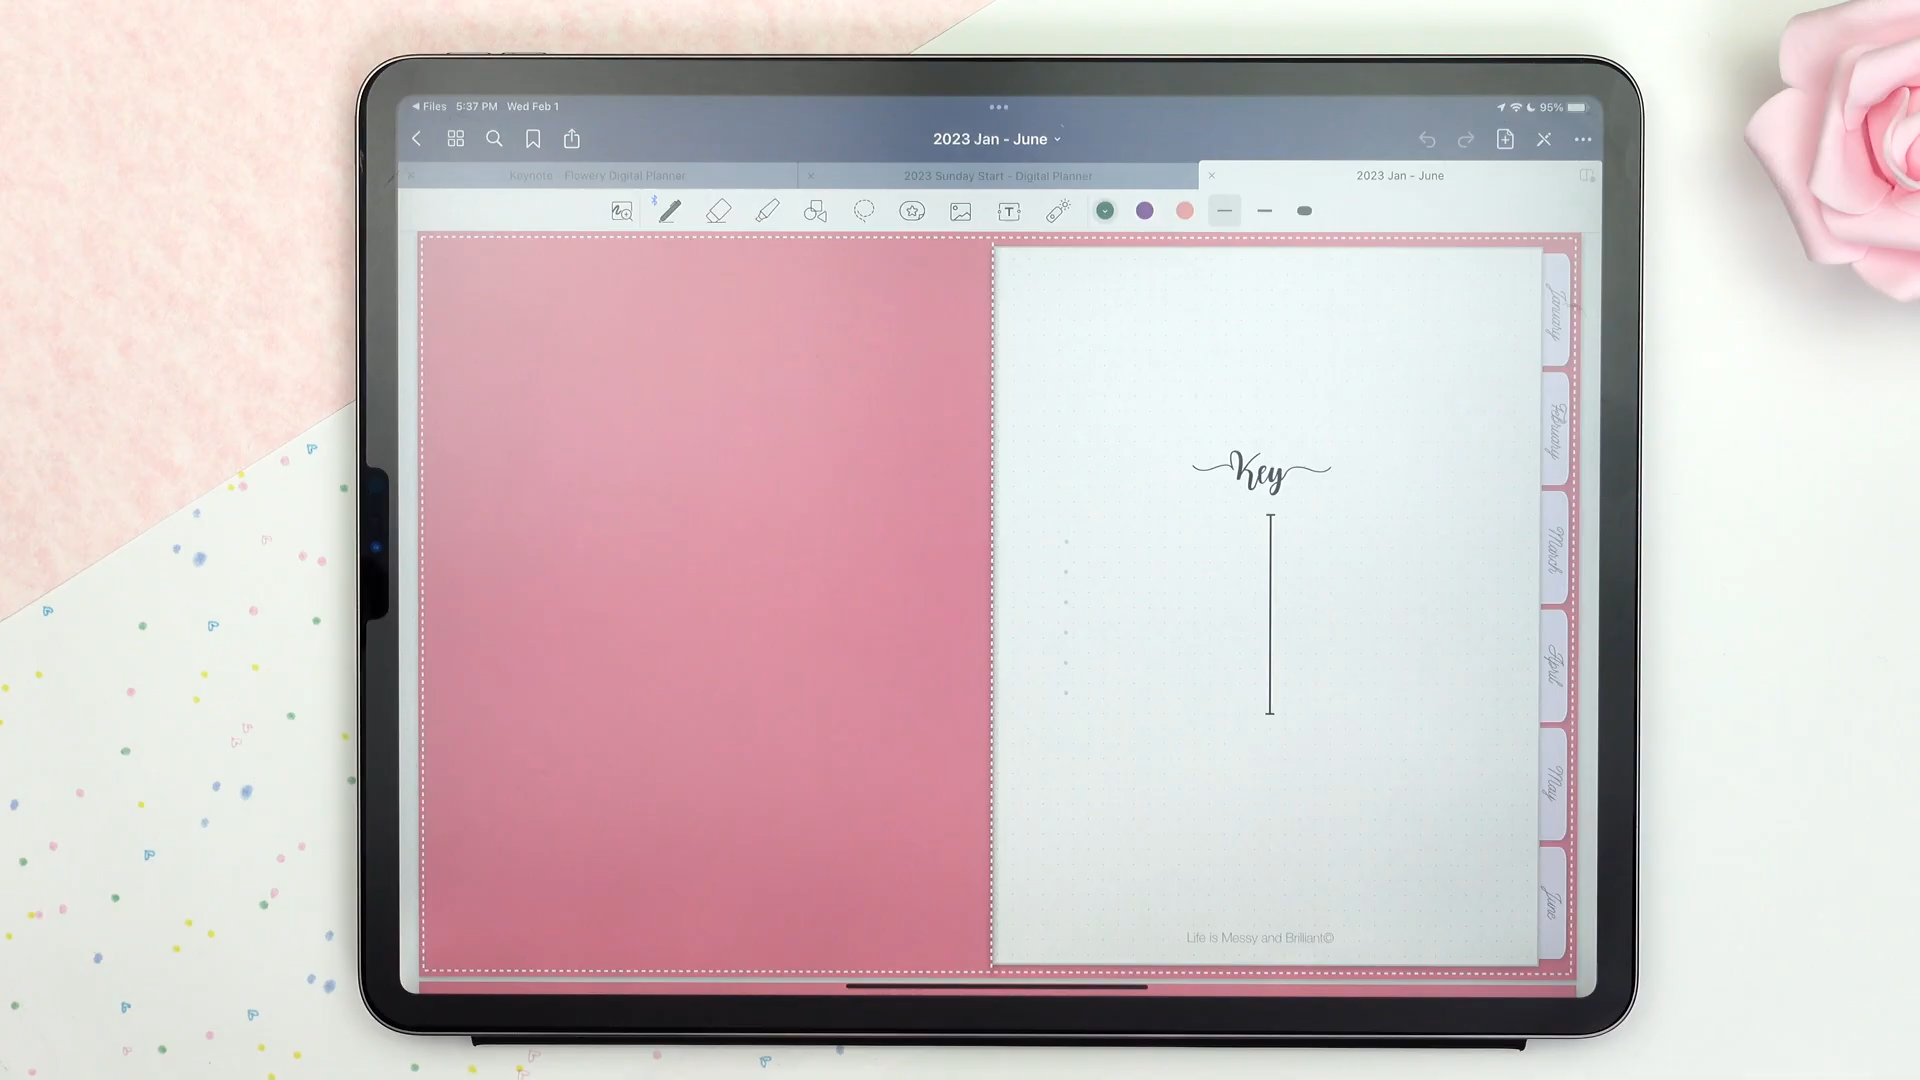 Files 5:37 PM Wed Feb 1
95%
2023 Jan - June
Keynote Flowery Digital Planner
2023 Sunday Start - Digital Planner
2023 Jan - June
T
Key
January
February
March
April
May
June
Life is Messy and Brilliant©